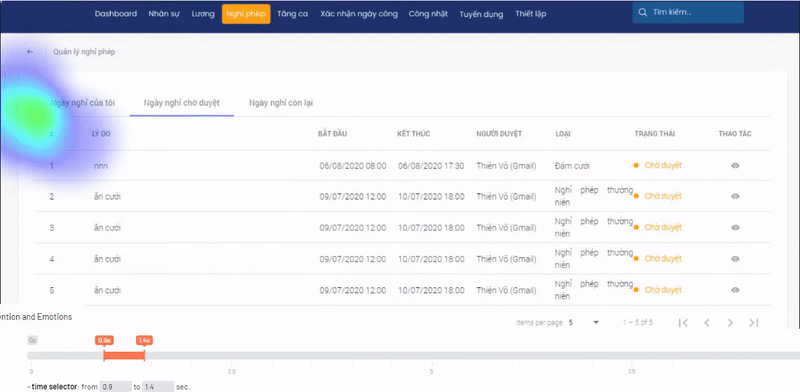 Dashboard Nhân sự Lương Nghỉ phép Tăng ca Xác nhận ngày công Công nhật Tuyển dụng Thiết lập Tìm kiếm...
Quản lý nghỉ phép
Ngày nghỉ của tôi Ngày nghỉ chờ duyệt Ngày nghỉ còn lại
# LÝ DO BẮT ĐẦU KẾT THÚC NGƯỜI DUYỆT LOẠI TRẠNG THÁI THAO TÁC
1 nnn 06/08/2020 08:00 06/08/2020 17:30 Thiên Võ (Gmail) Đám cưới Chờ duyệt
2 ăn cưới 09/07/2020 12:00 10/07/2020 18:00 Thiên Võ (Gmail) Nghỉ phép thường niên Chờ duyệt
3 ăn cưới 09/07/2020 12:00 10/07/2020 18:00 Thiên Võ (Gmail) Nghỉ phép thường niên Chờ duyệt
4 ăn cưới 09/07/2020 12:00 10/07/2020 18:00 Thiên Võ (Gmail) Nghỉ phép thường niên Chờ duyệt
5 ăn cưới 09/07/2020 12:00 10/07/2020 18:00 Thiên Võ (Gmail) Nghỉ phép thường niên Chờ duyệt
Items per page 5 1 – 5 of 5
ention and Emotions
0s 0.9s 1.4s
0 2.5 5 7.5
- time selector: from 0.9 to 1.4 sec.